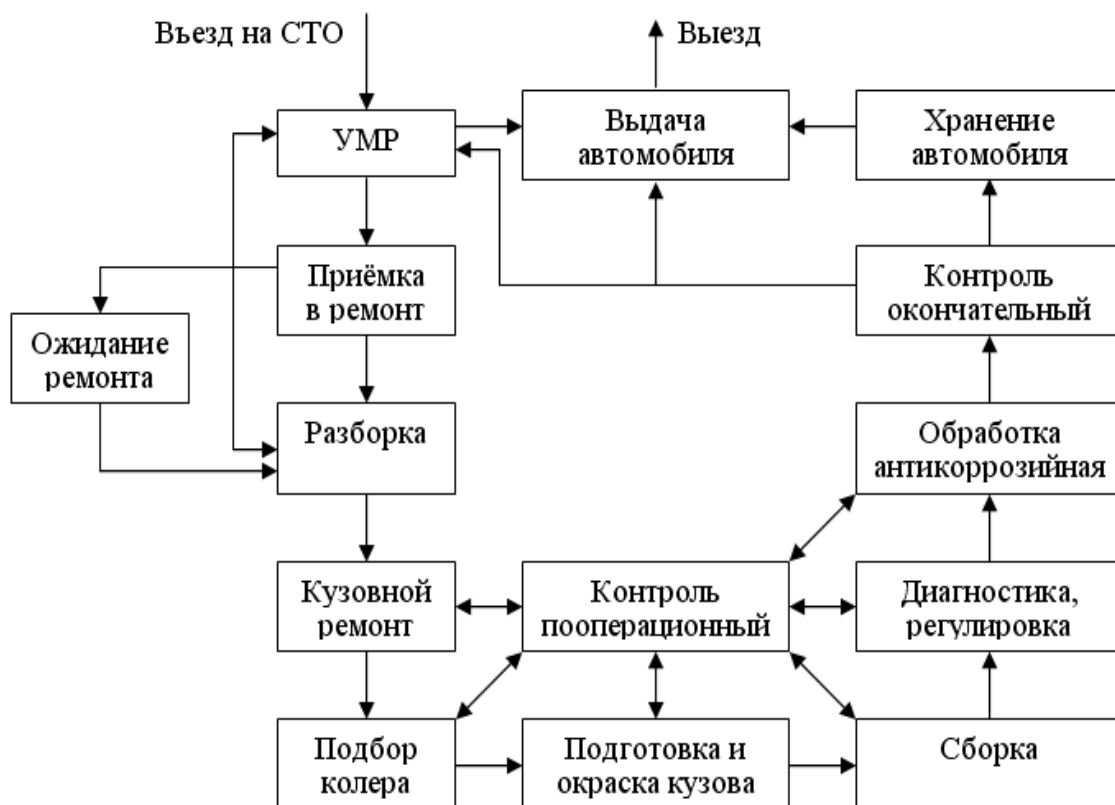 Въезд на СТО
Выезд
УМР
Выдача
автомобиля
Хранение
автомобиля
Приёмка
в ремонт
Контроль
окончательный
Ожидание
ремонта
Разборка
Обработка
антикоррозийная
Кузовной
ремонт
Контроль
пооперационный
Диагностика,
регулировка
Подбор
колера
Подготовка и
окраска кузова
Сборка